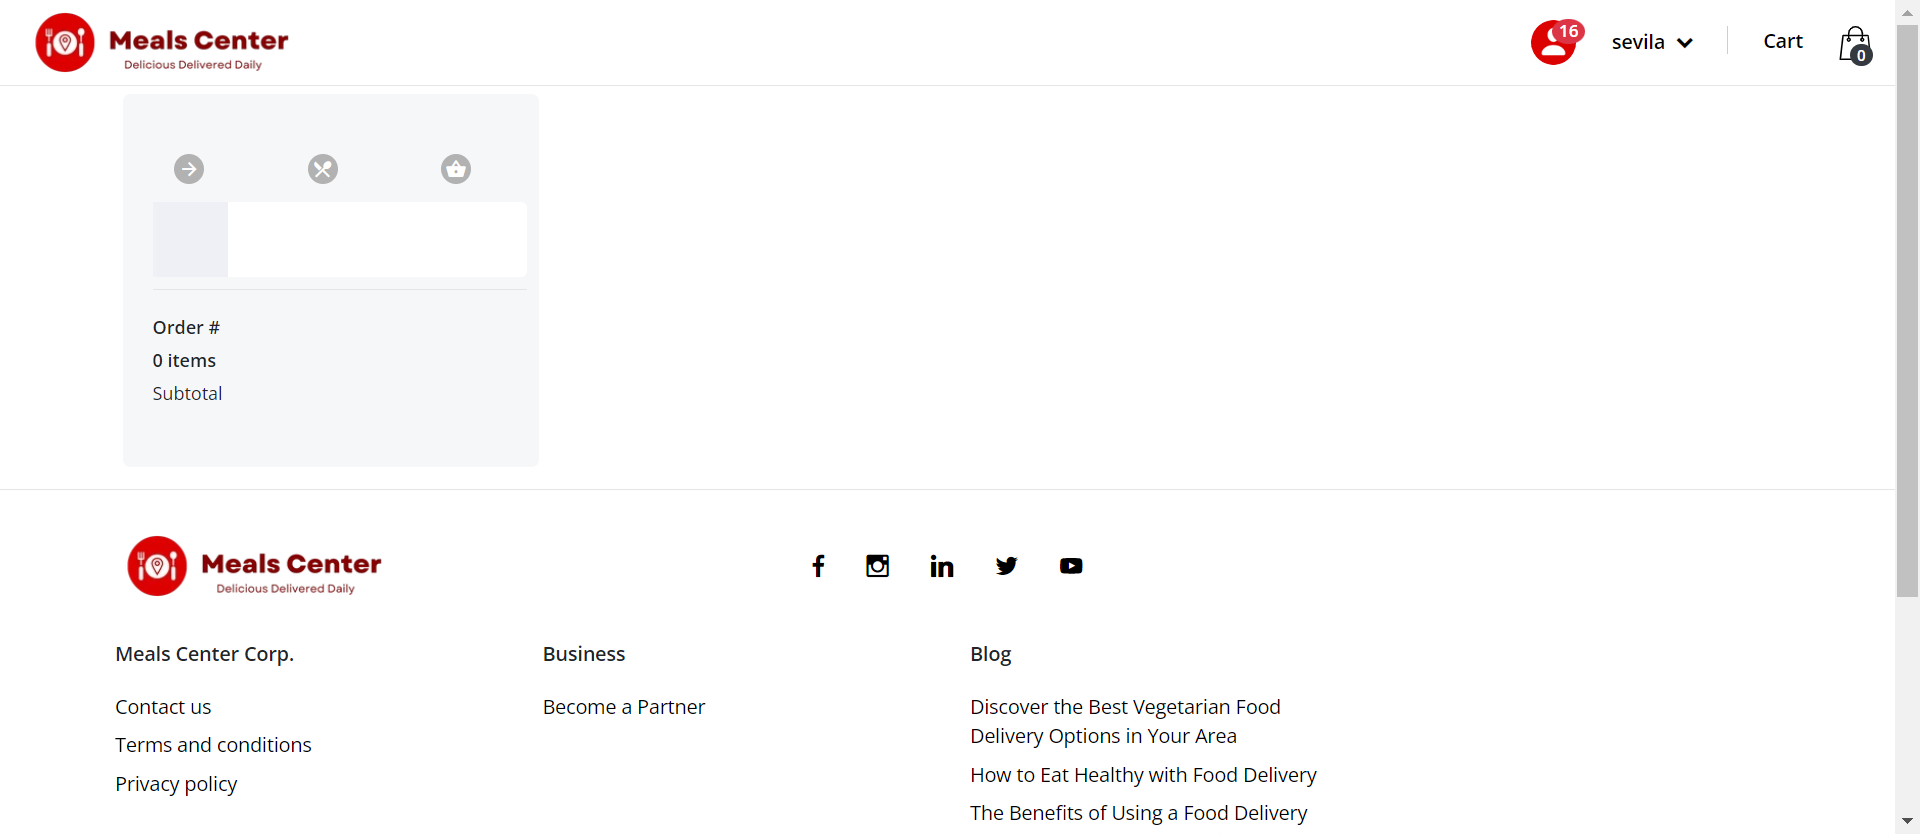 Meals Center
Delicious Delivered Daily
16
sevila
Cart
0
Order #
0 items
Subtotal
Meals Center
Delicious Delivered Daily
Meals Center Corp.
Contact us
Terms and conditions
Privacy policy
Business
Become a Partner
Blog
Discover the Best Vegetarian Food
Delivery Options in Your Area
How to Eat Healthy with Food Delivery
The Benefits of Using a Food Delivery